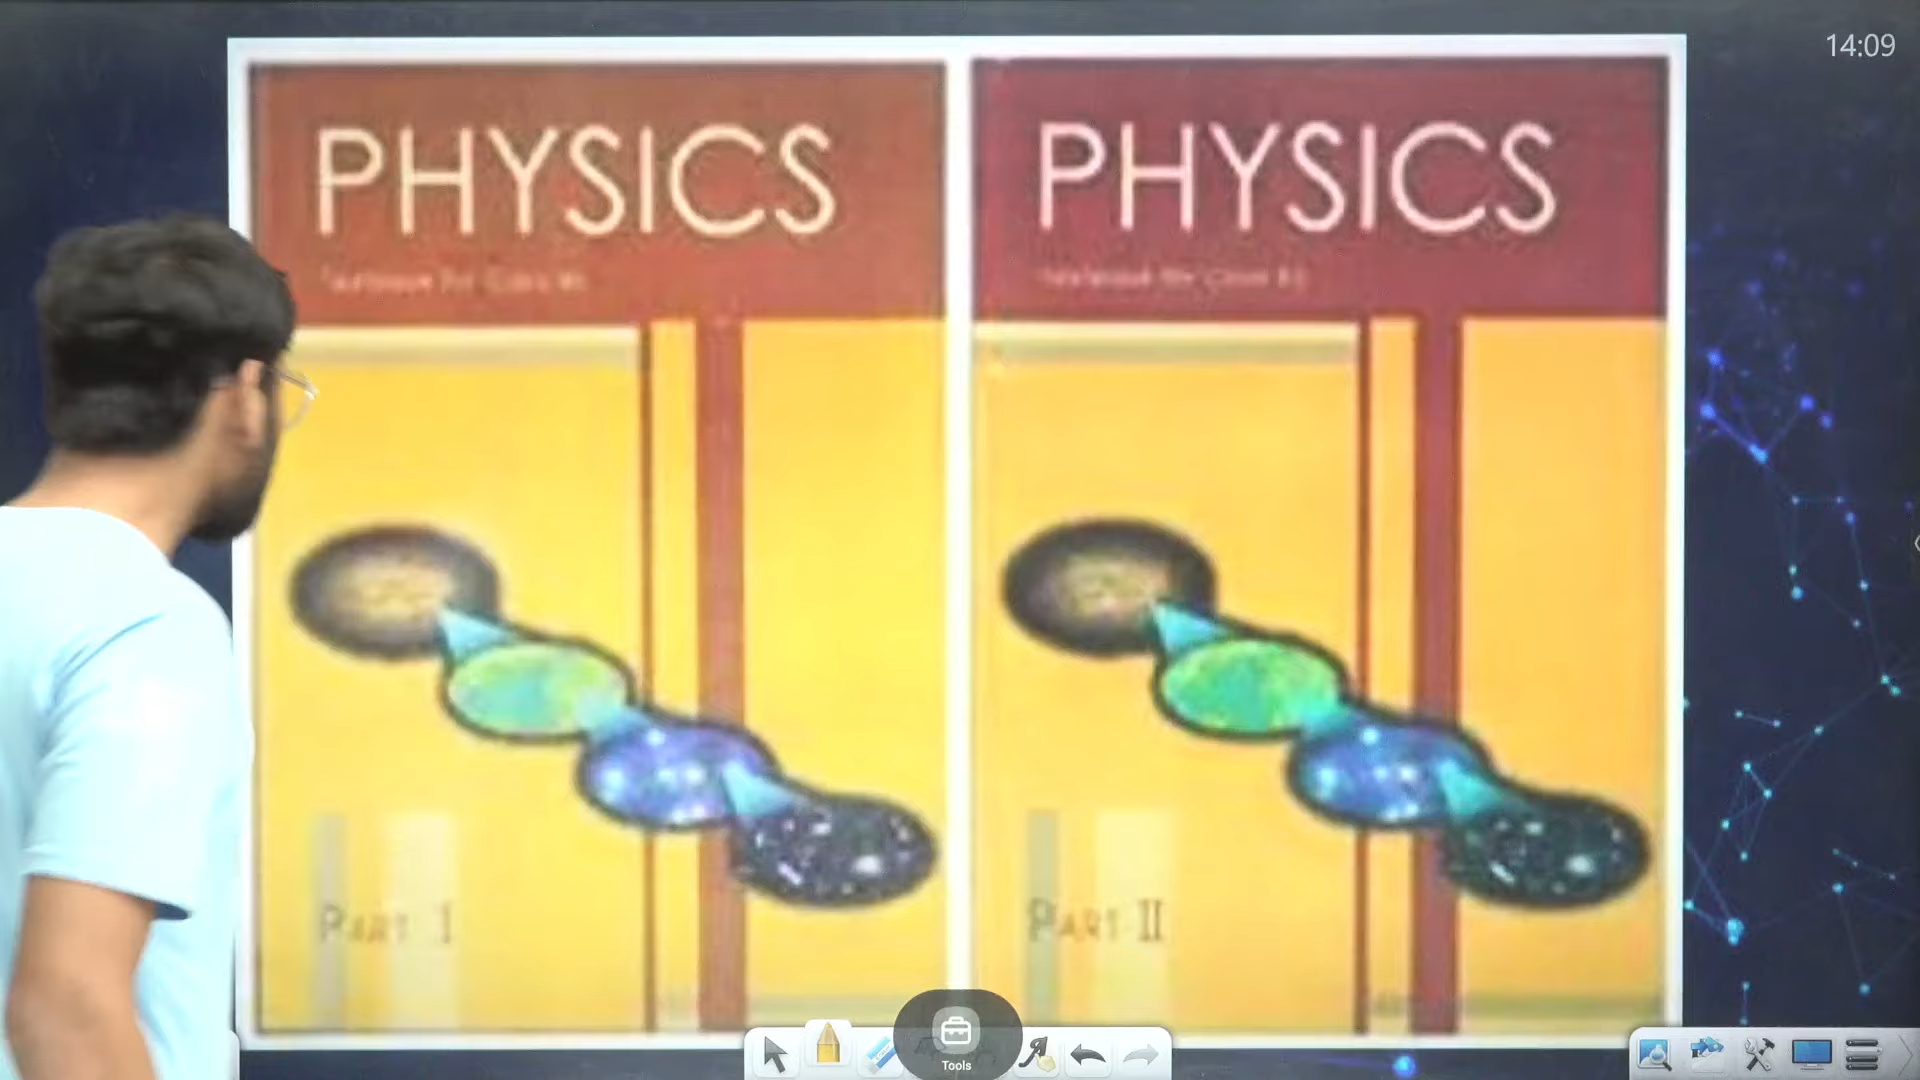 14:09
PHYSICS
PHYSICS
PART I
PART II
Tools